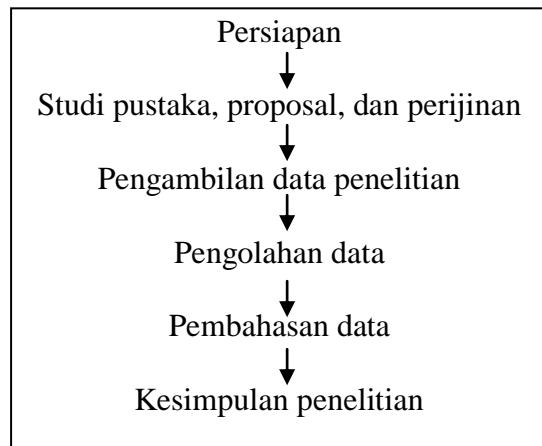 Persiapan
Studi pustaka, proposal, dan perijinan
Pengambilan data penelitian
Pengolahan data
Pembahasan data
Kesimpulan penelitian